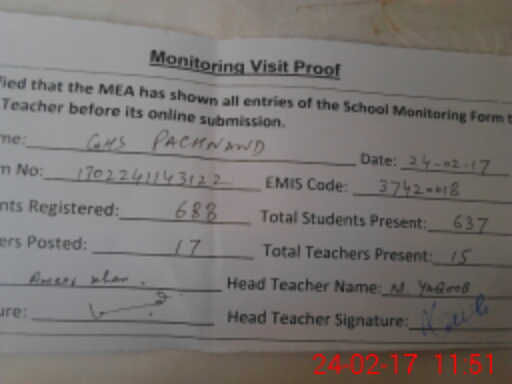 Monitoring Visit Proof
fied that the MEA has shown all entries of the School Monitoring Form t
Teacher before its online submission.
me: GHS PACHNAND Date: 24-02-17
m No: 1702241143122 EMIS Code: 37420018
nts Registered: 688 Total Students Present: 637
ers Posted: 17 Total Teachers Present: 15
Khan. Head Teacher Name: M YAQOOB
ure: Head Teacher Signature:
24-02-17 11:51